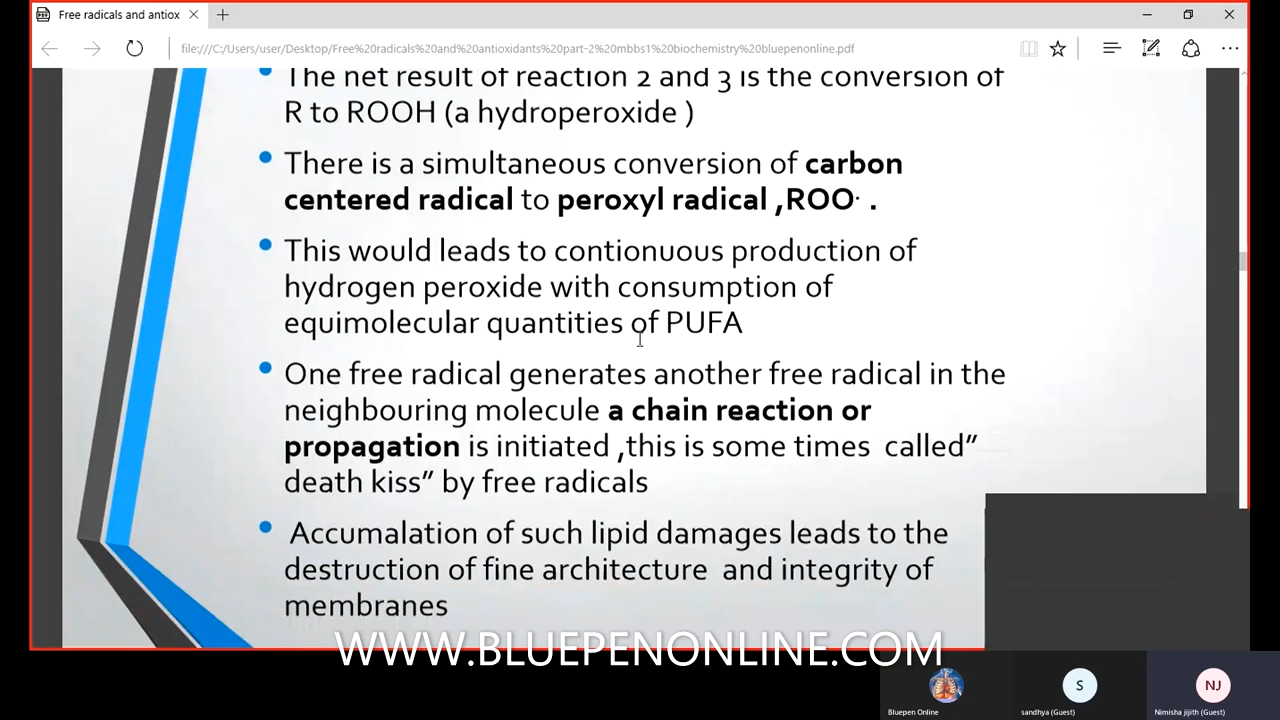 Free radicals and antiox
file:///C:/Users/user/Desktop/Free%20radicals%20and%20antioxidants%20part-2%20mbbs1%20biochemistry%20bluepenonline.pdf
The net result of reaction 2 and 3 is the conversion of
R to ROOH (a hydroperoxide )
There is a simultaneous conversion of carbon
centered radical to peroxyl radical ,ROO· .
This would leads to contionuous production of
hydrogen peroxide with consumption of
equimolecular quantities of PUFA
One free radical generates another free radical in the
neighbouring molecule a chain reaction or
propagation is initiated ,this is some times called”
death kiss” by free radicals
Accumalation of such lipid damages leads to the
destruction of fine architecture and integrity of
membranes
WWW.BLUEPENONLINE.COM
S
NJ
Bluepen Online
sandhya (Guest)
Nimisha jijith (Guest)